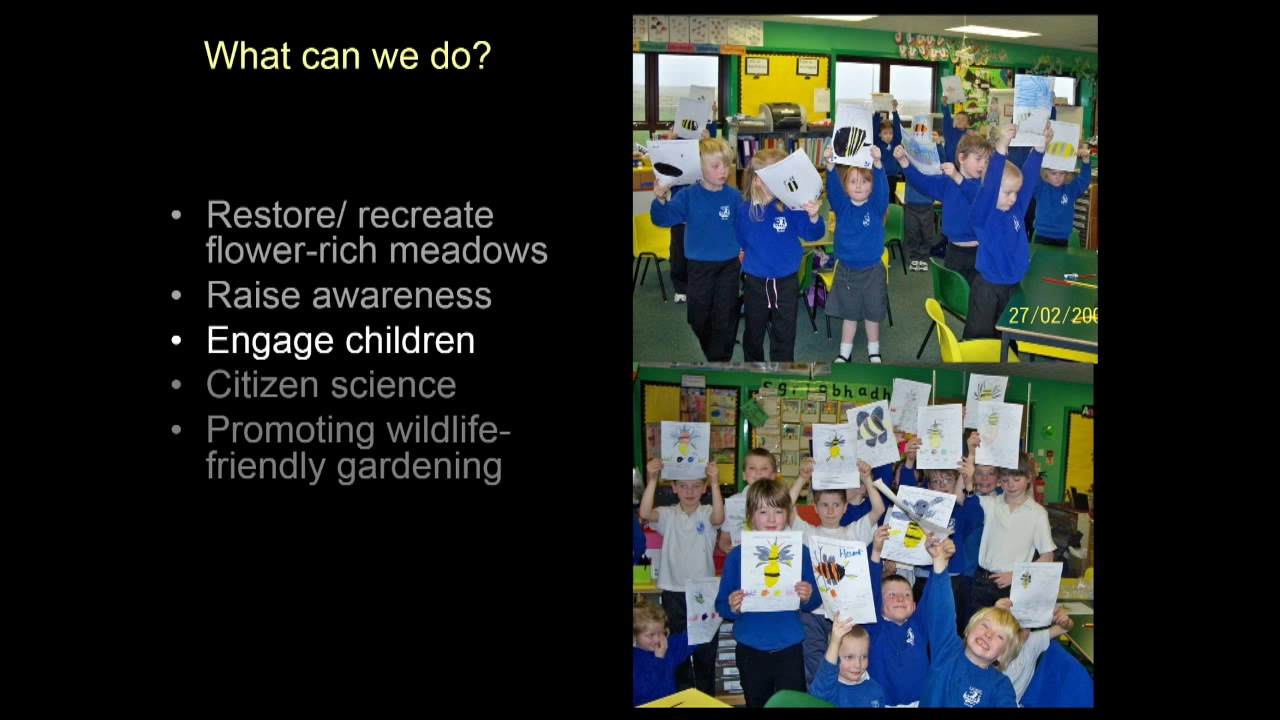 What can we do?
• Restore/ recreate
flower-rich meadows
• Raise awareness
• Engage children
• Citizen science
• Promoting wildlife-
friendly gardening
27/02/200